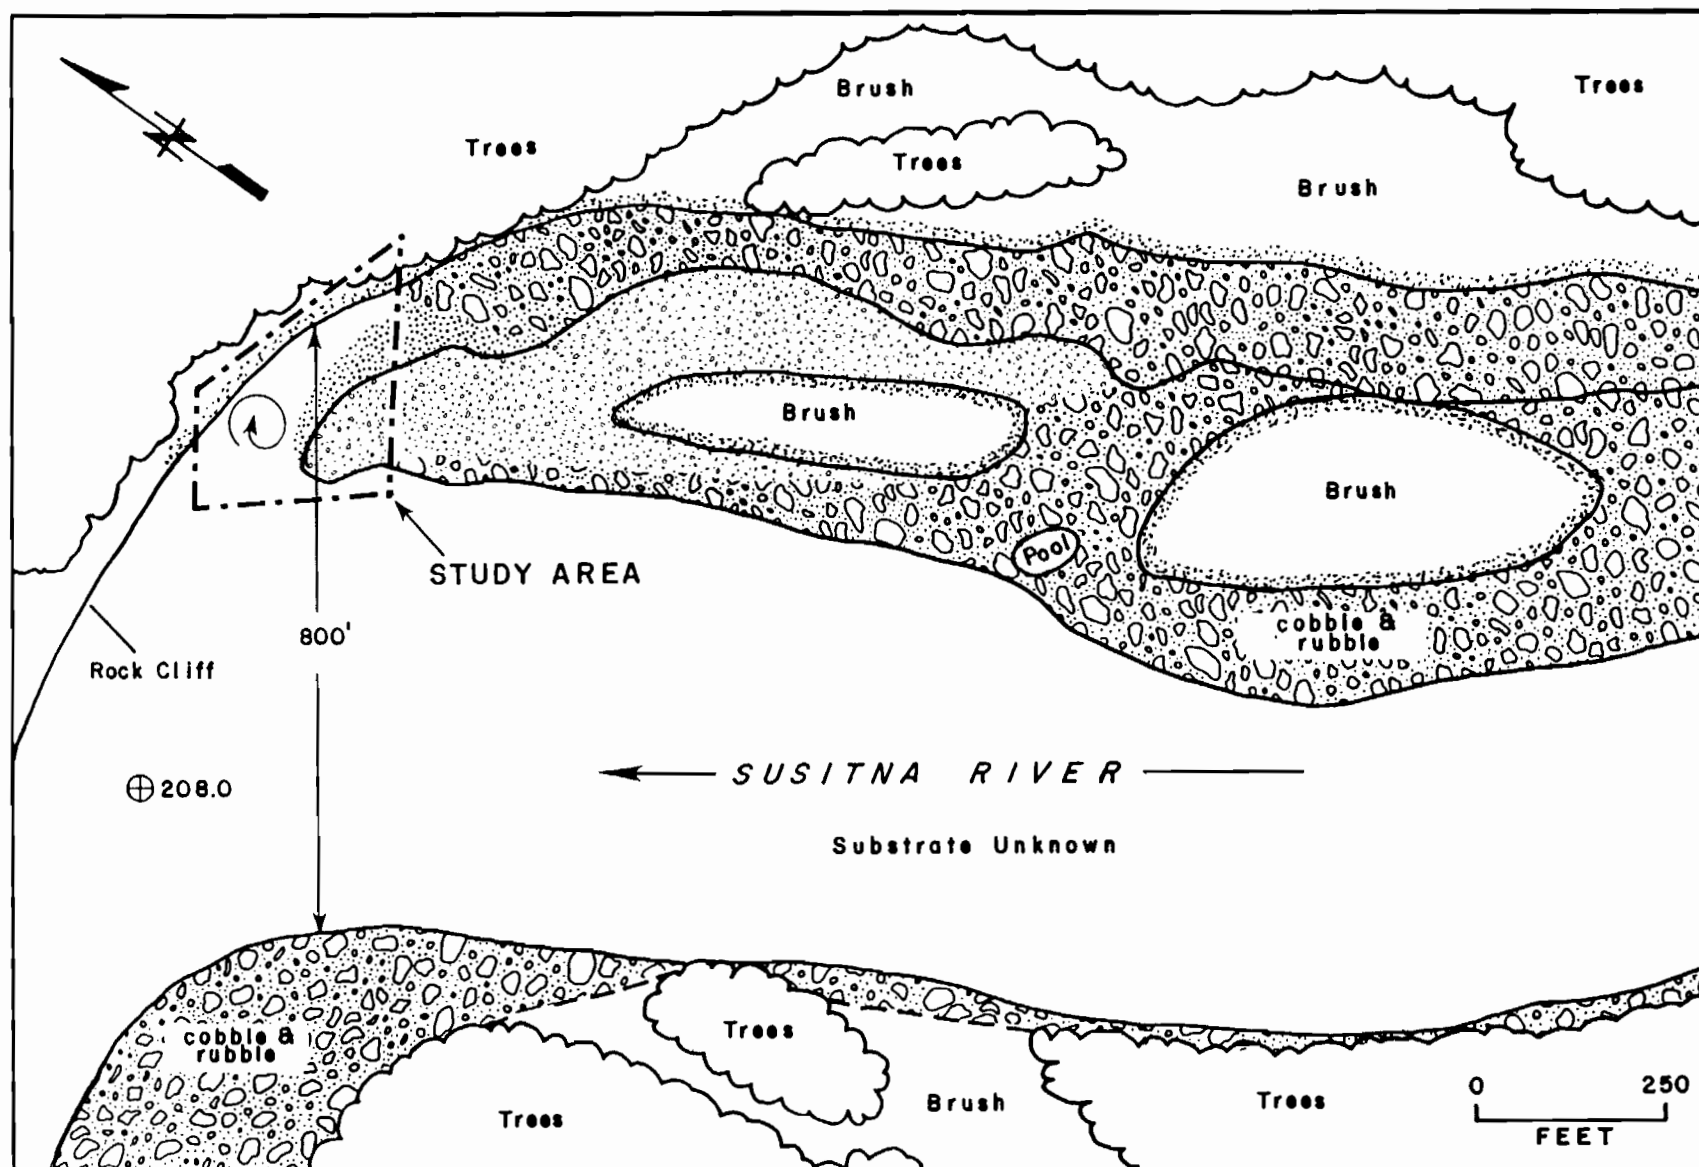 Brush
Trees
Trees
Trees
Brush
Brush
Brush
Pool
STUDY AREA
cobble &
rubble
800'
Rock Cliff
SUSITNA RIVER
208.0
Substrate Unknown
cobble &
rubble
Trees
Trees
Brush
Trees
0 250
FEET